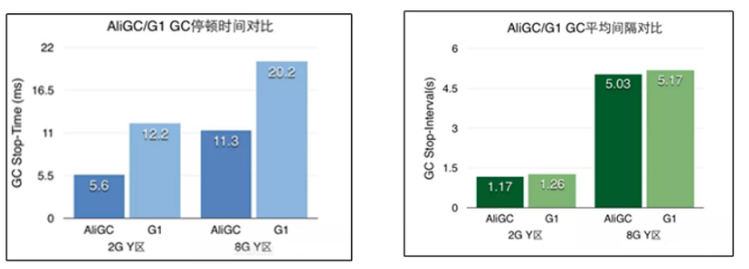 AliGC/G1 GC停顿时间对比
GC Stop-Time (ms)
22
16.5
11
5.5
0
5.6
12.2
11.3
20.2
AliGC G1 AliGC G1
2G Y区 8G Y区
AliGC/G1 GC平均间隔对比
GC Stop-Interval(s)
6
4.5
3
1.5
0
1.17
1.26
5.03
5.17
AliGC G1 AliGC G1
2G Y区 8G Y区